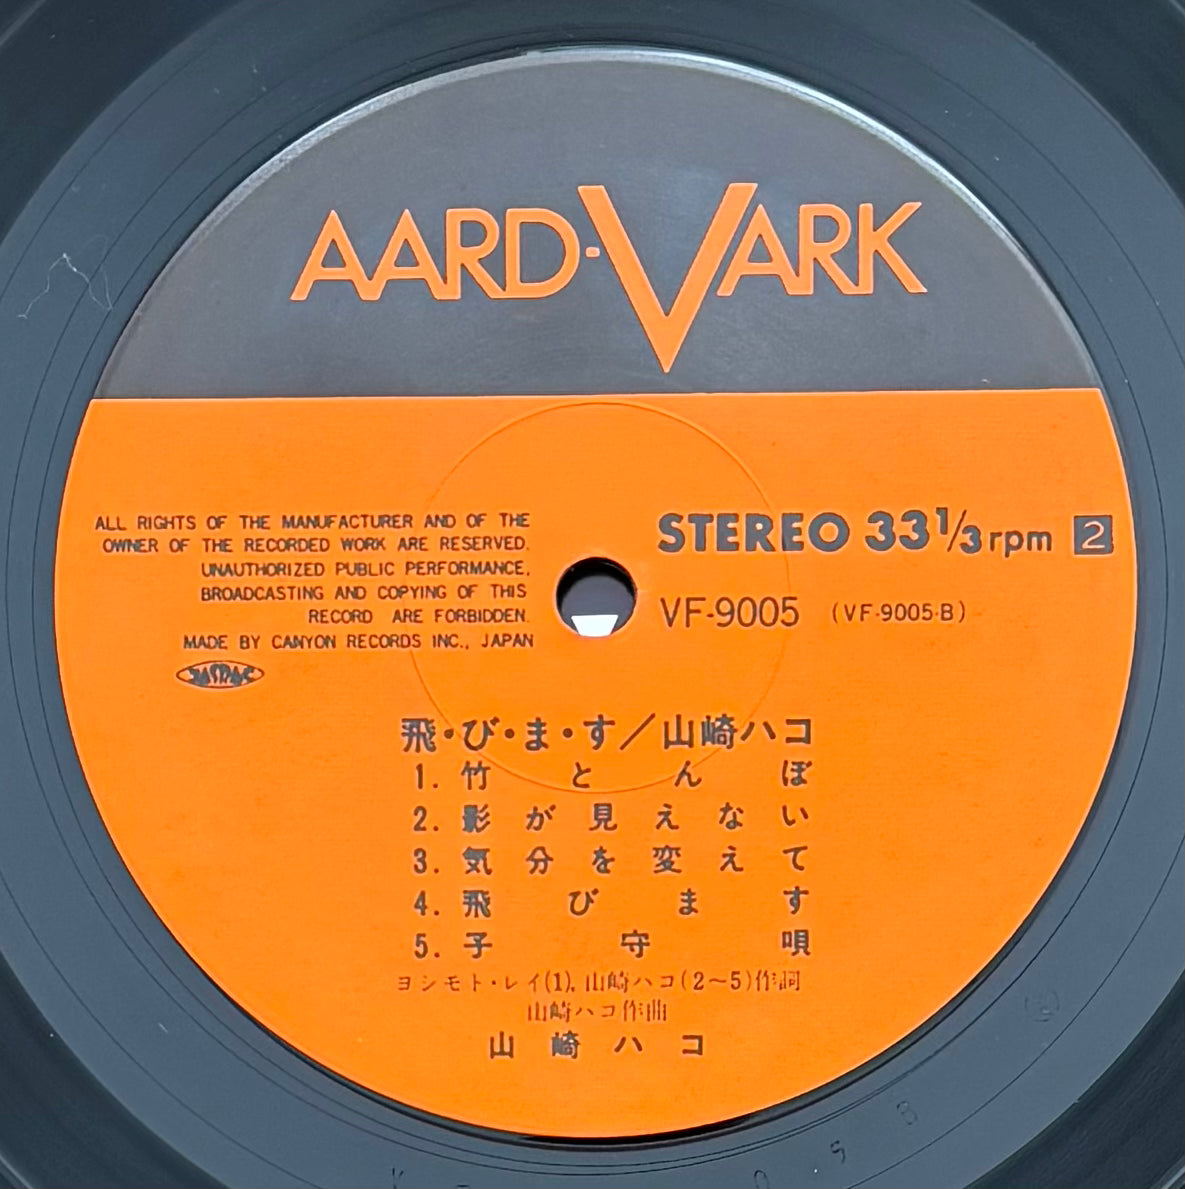 AARD·VARK
ALL RIGHTS OF THE MANUFACTURER AND OF THE
OWNER OF THE RECORDED WORK ARE RESERVED.
UNAUTHORIZED PUBLIC PERFORMANCE,
BROADCASTING AND COPYING OF THIS
RECORD ARE FORBIDDEN.
MADE BY CANYON RECORDS INC., JAPAN
JASRAC
STEREO 33 1/3 rpm 2
VF-9005 (VF-9005-B)
飛・び・ま・す／山崎ハコ
1. 竹とんぼ
2. 影が見えない
3. 気分を変えて
4. 飛びます
5. 子守唄
ヨシモト・レイ(1), 山崎ハコ(2～5)作詞
山崎ハコ作曲
山崎ハコ